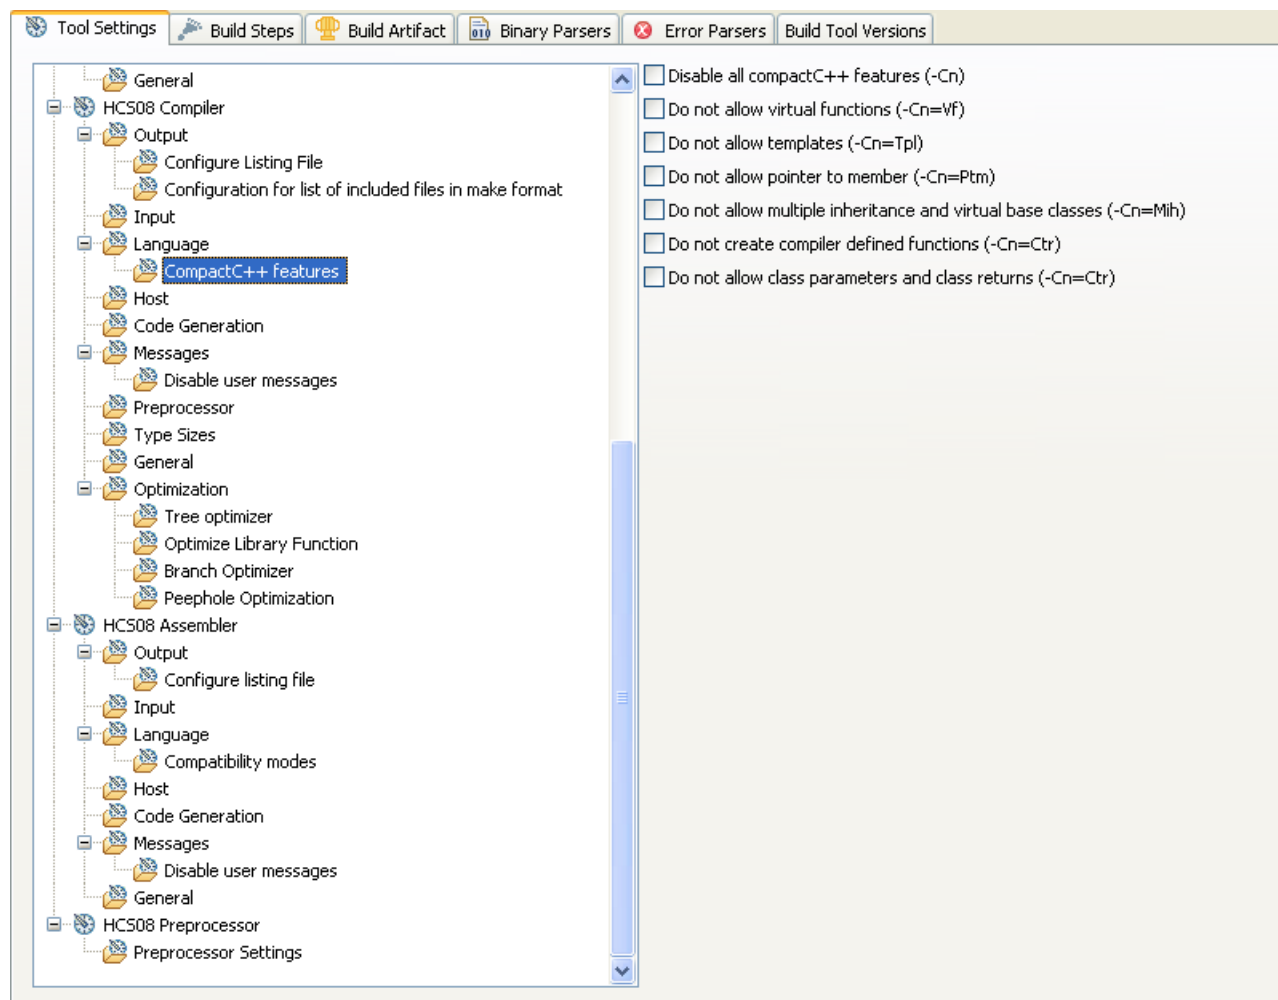 Tool Settings Build Steps Build Artifact Binary Parsers Error Parsers Build Tool Versions
General
HCS08 Compiler
Output
Configure Listing File
Configuration for list of included files in make format
Input
Language
CompactC++ features
Host
Code Generation
Messages
Disable user messages
Preprocessor
Type Sizes
General
Optimization
Tree optimizer
Optimize Library Function
Branch Optimizer
Peephole Optimization
HCS08 Assembler
Output
Configure listing file
Input
Language
Compatibility modes
Host
Code Generation
Messages
Disable user messages
General
HCS08 Preprocessor
Preprocessor Settings
Disable all compactC++ features (-Cn)
Do not allow virtual functions (-Cn=Vf)
Do not allow templates (-Cn=Tpl)
Do not allow pointer to member (-Cn=Ptm)
Do not allow multiple inheritance and virtual base classes (-Cn=Mih)
Do not create compiler defined functions (-Cn=Ctr)
Do not allow class parameters and class returns (-Cn=Ctr)